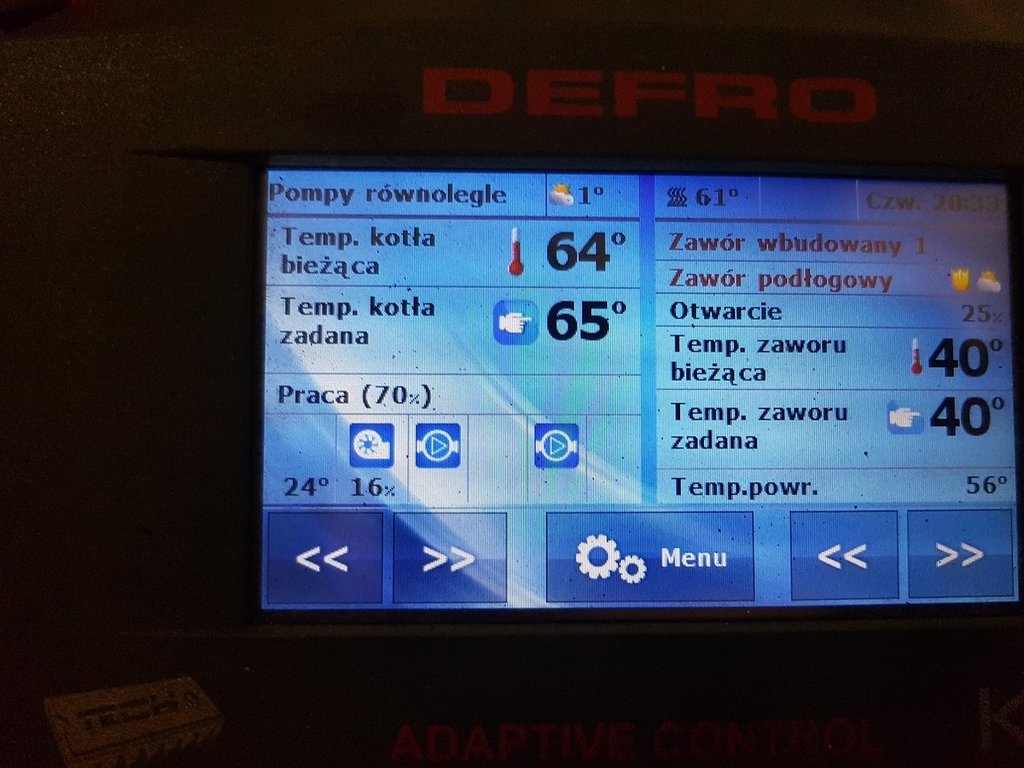 DEFRO
Pompy równolegle 1°
Temp. kotła
bieżąca 64°
Temp. kotła
zadana 65°
Praca (70%)
24° 16%
61° Czw. 20:33
Zawór wbudowany 1
Zawór podłogowy
Otwarcie 25%
Temp. zaworu
bieżąca 40°
Temp. zaworu
zadana 40°
Temp.powr. 56°
<< >> Menu << >>
TECH
ADAPTIVE CONTROL
K